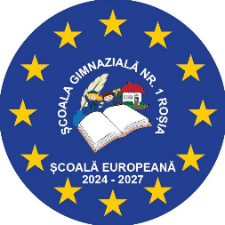 ȘCOALA GIMNAZIALĂ NR. 1 ROȘIA
ȘCOALĂ EUROPEANĂ
2024 - 2027